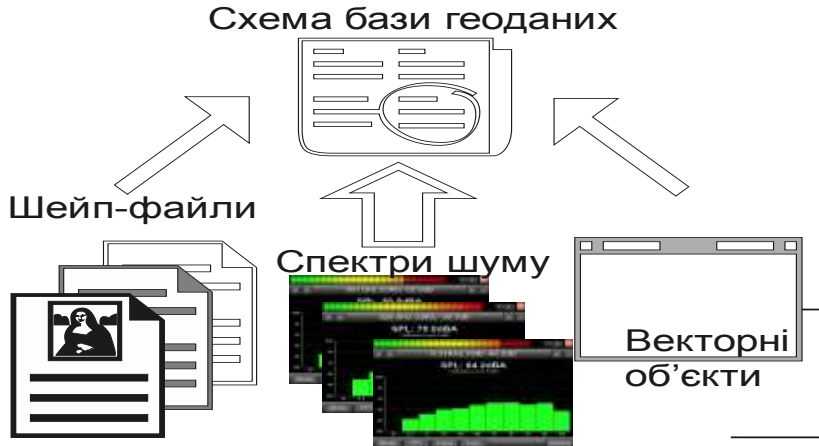 Схема бази геоданих
Шейп-файли
Спектри шуму
Векторні
об’єкти